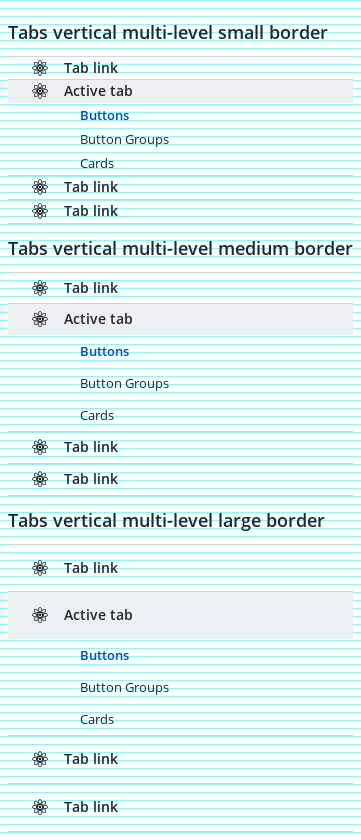 Tabs vertical multi-level small border
Tab link
Active tab
Buttons
Button Groups
Cards
Tab link
Tab link
Tabs vertical multi-level medium border
Tab link
Active tab
Buttons
Button Groups
Cards
Tab link
Tab link
Tabs vertical multi-level large border
Tab link
Active tab
Buttons
Button Groups
Cards
Tab link
Tab link